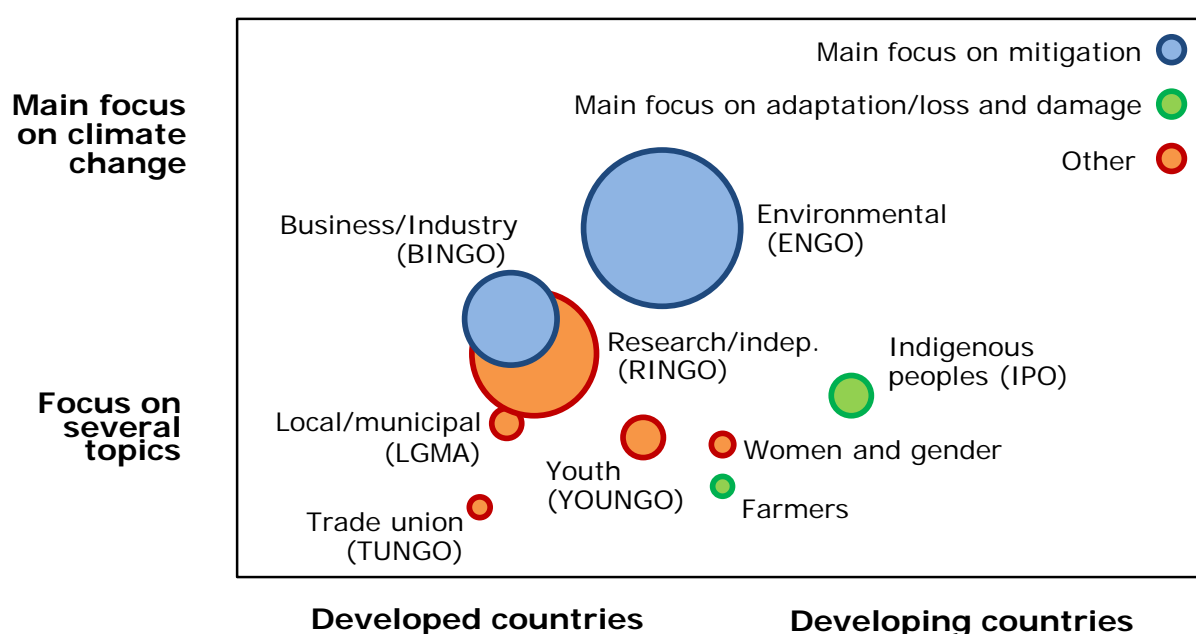 Main focus on mitigation
Main focus on adaptation/loss and damage
Other
Main focus
on climate
change
Environmental
(ENGO)
Business/Industry
(BINGO)
Research/indep.
(RINGO)
Indigenous
peoples (IPO)
Focus on
several
topics
Local/municipal
(LGMA)
Women and gender
Youth
(YOUNGO)
Farmers
Trade union
(TUNGO)
Developed countries
Developing countries